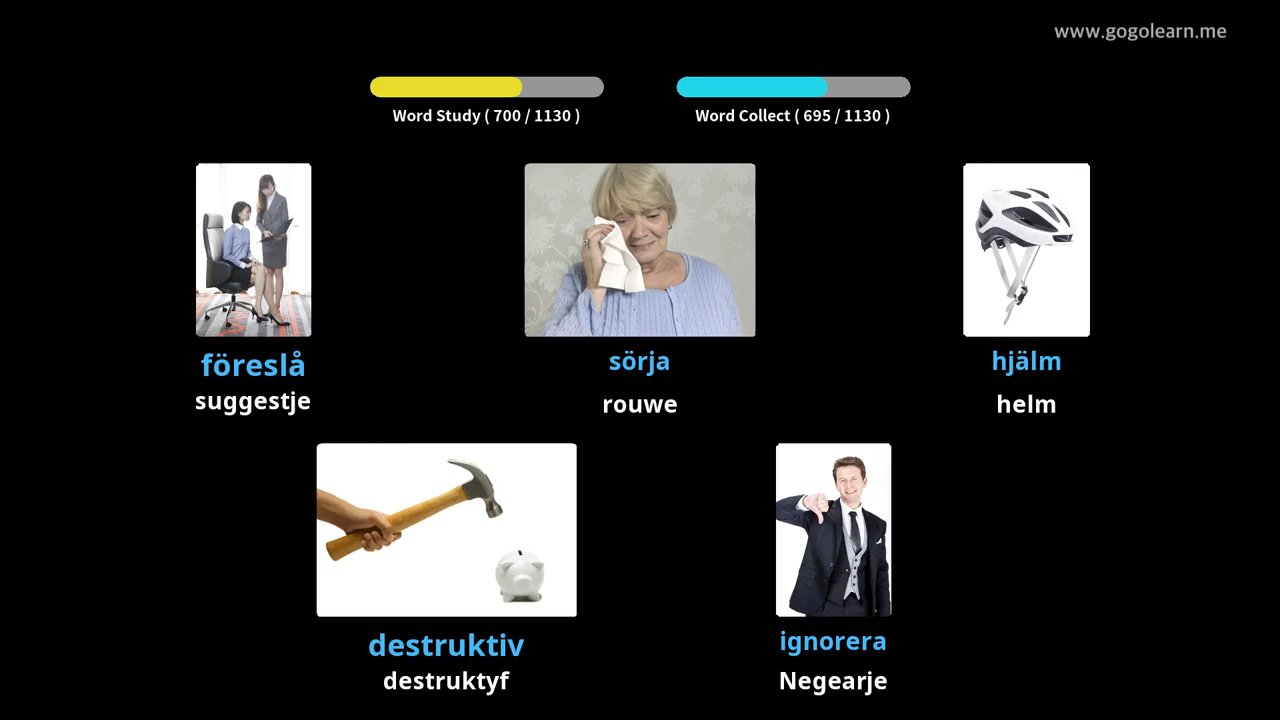 www.gogolearn.me
Word Study ( 700 / 1130 )
Word Collect ( 695 / 1130 )
föreslå
suggestje
sörja
rouwe
hjälm
helm
destruktiv
destruktyf
ignorera
Negearje